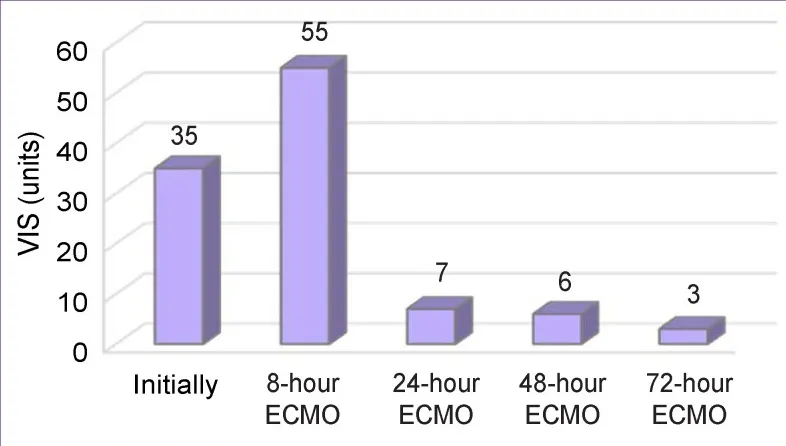 VIS (units)
60
50
40
30
20
10
0
35
55
7
6
3
Initially
8-hour
ECMO
24-hour
ECMO
48-hour
ECMO
72-hour
ECMO